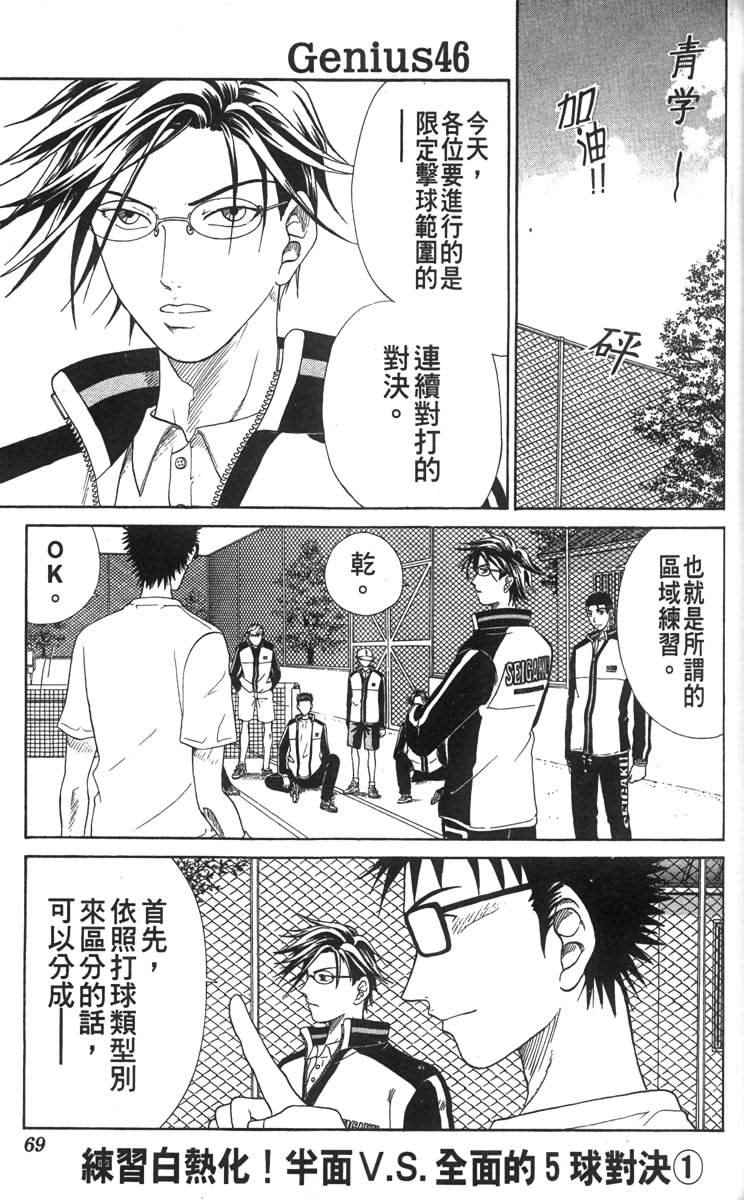 Genius46
青学～
加油!!
砰
今天，
各位要進行的是
限定擊球範圍的
——
連續對打的
對決。
也就是所謂的
區域練習。
乾。
OK。
SEIGAKU
SEIGAKU
首先，
依照打球類型別
來區分的話，
可以分成——
69
練習白熱化！半面V.S.全面的5球對決①